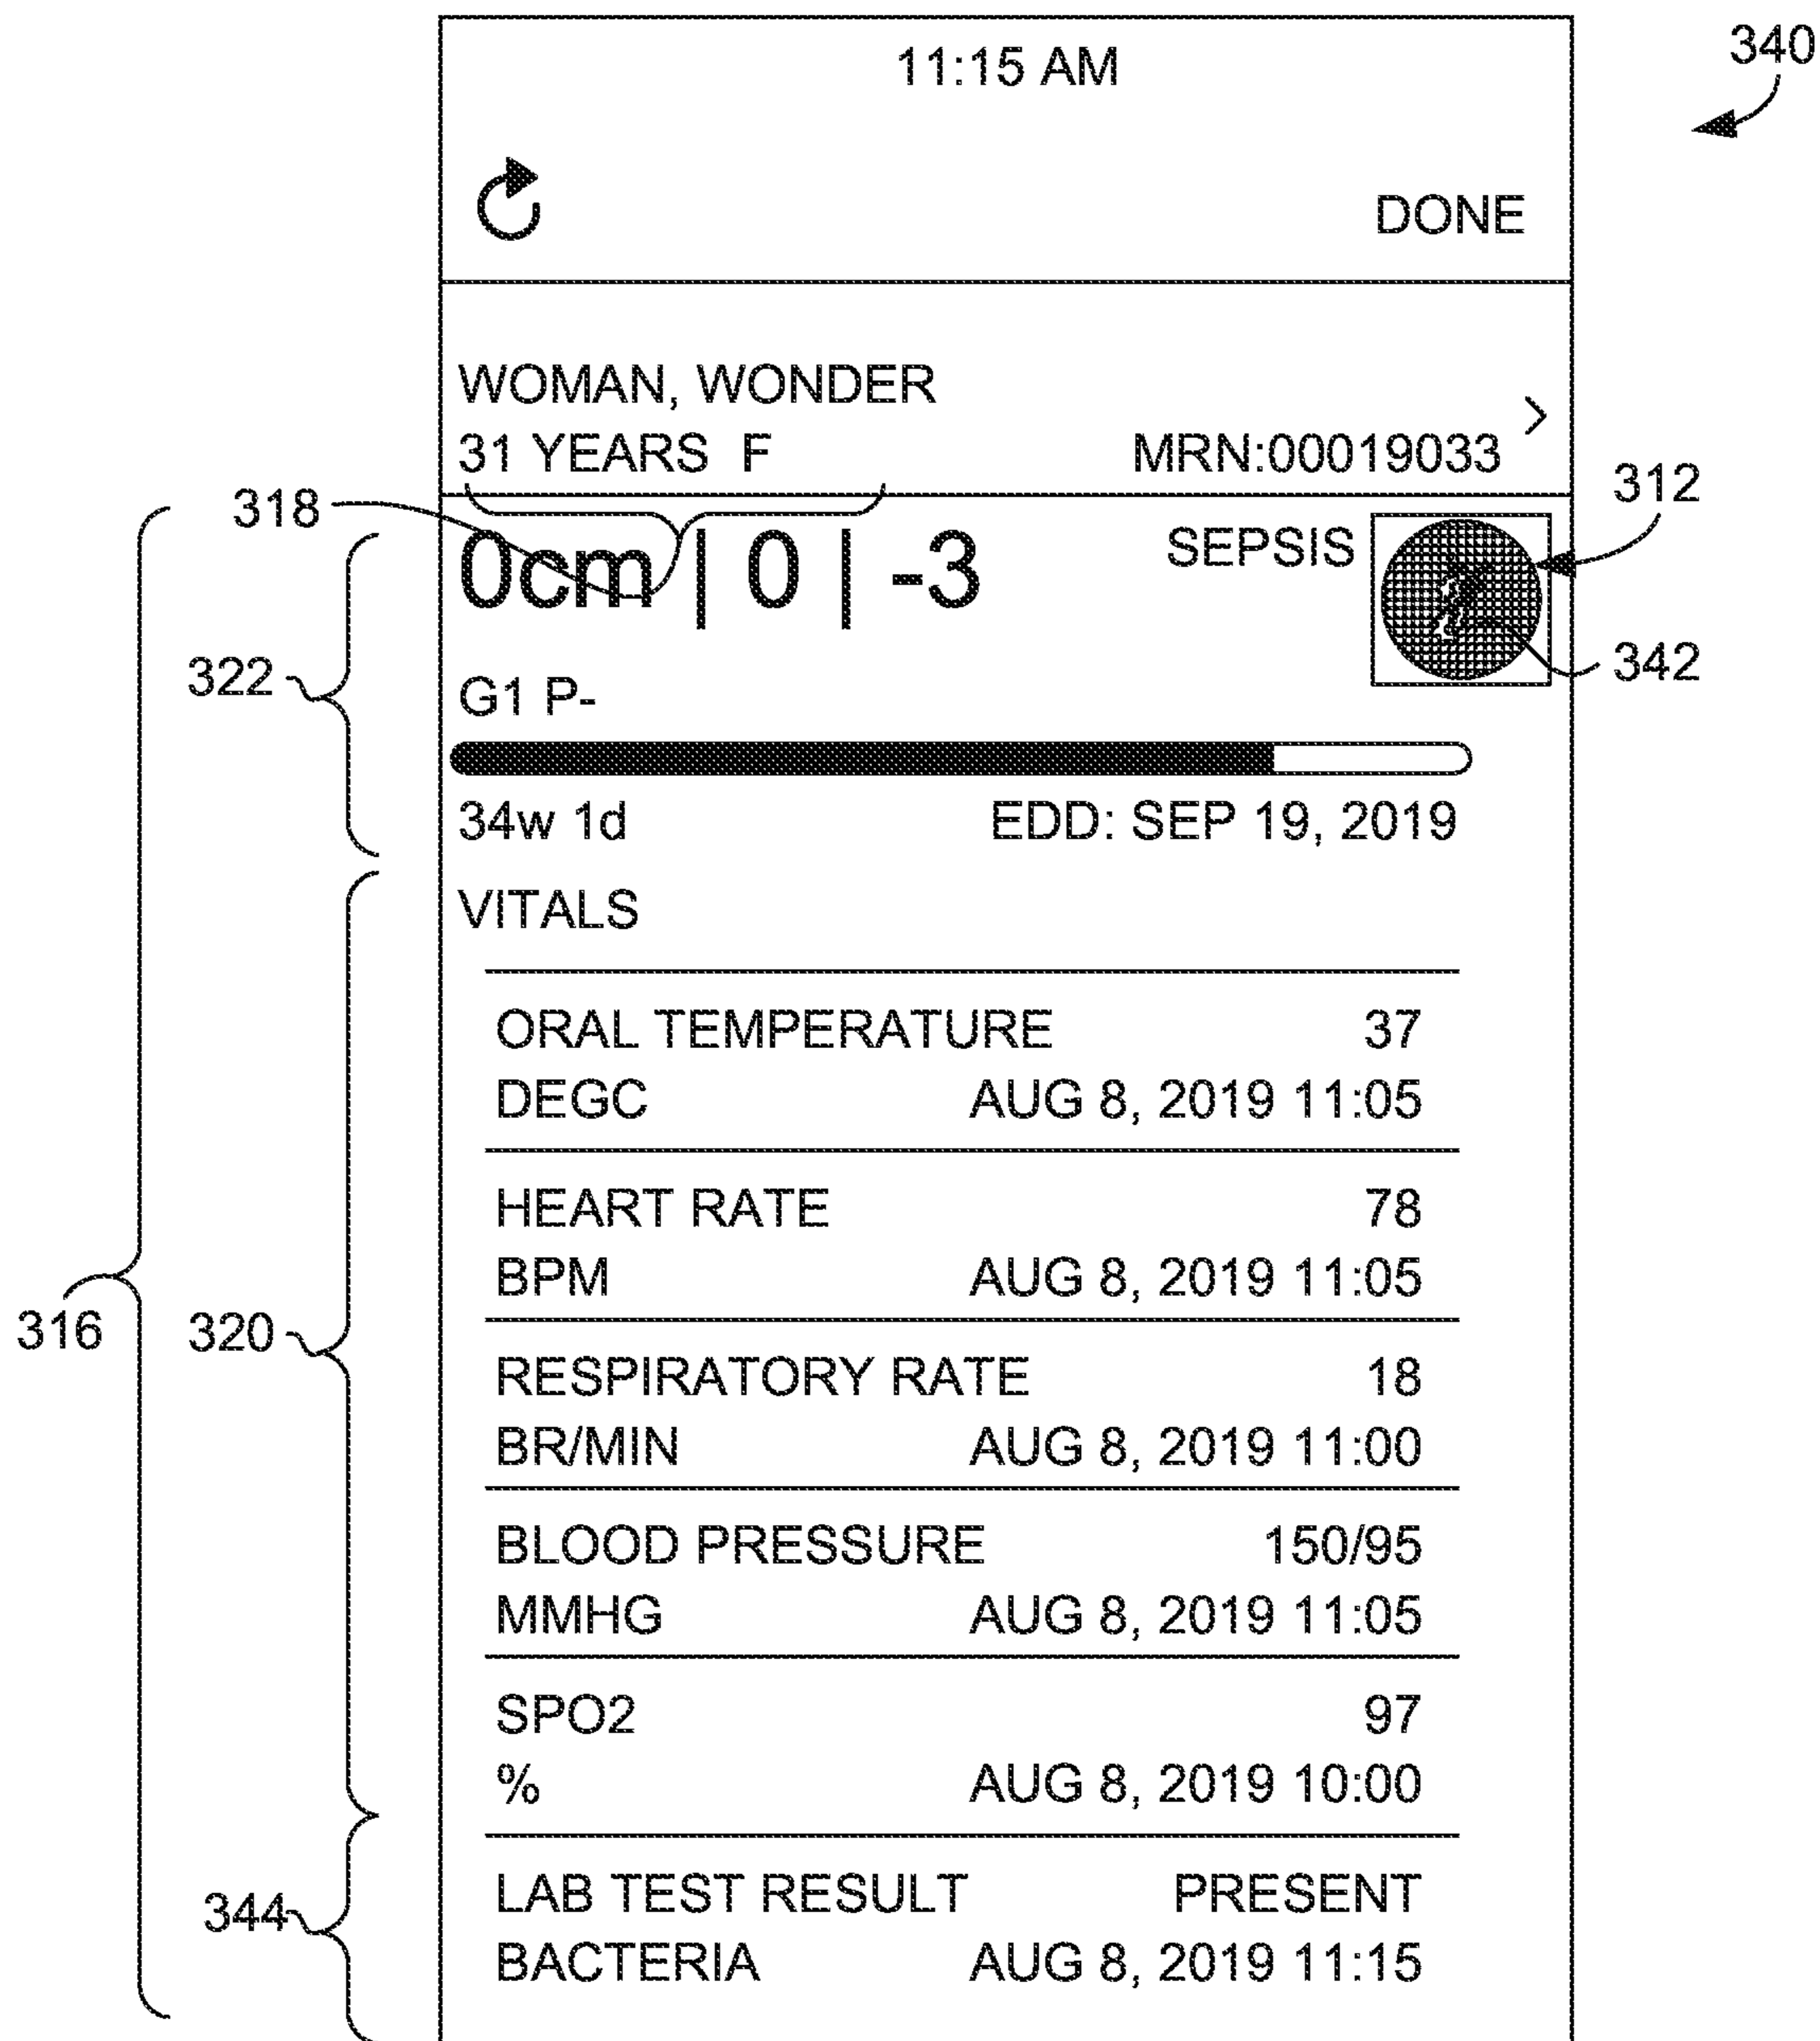 11:15 AM
340
DONE
WOMAN, WONDER
31 YEARS F
MRN:00019033 >
318
0cm | 0 | -3
SEPSIS
312
342
322
G1 P-
34w 1d
EDD: SEP 19, 2019
VITALS
ORAL TEMPERATURE 37
DEGC AUG 8, 2019 11:05
HEART RATE 78
BPM AUG 8, 2019 11:05
316
320
RESPIRATORY RATE 18
BR/MIN AUG 8, 2019 11:00
BLOOD PRESSURE 150/95
MMHG AUG 8, 2019 11:05
SPO2 97
% AUG 8, 2019 10:00
344
LAB TEST RESULT PRESENT
BACTERIA AUG 8, 2019 11:15